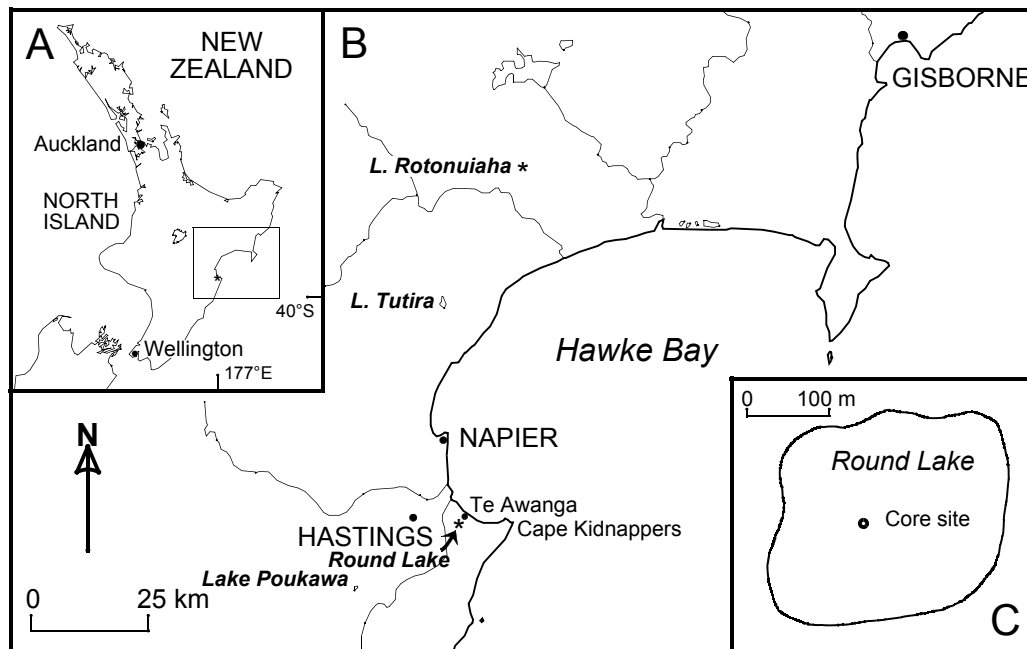 A
NEW
ZEALAND
Auckland
NORTH
ISLAND
40°S
Wellington
177°E
B
GISBORNE
L. Rotonuiaha *
L. Tutira
Hawke Bay
N
NAPIER
Te Awanga
HASTINGS *
Cape Kidnappers
Round Lake
Lake Poukawa
0 25 km
0 100 m
Round Lake
Core site
C